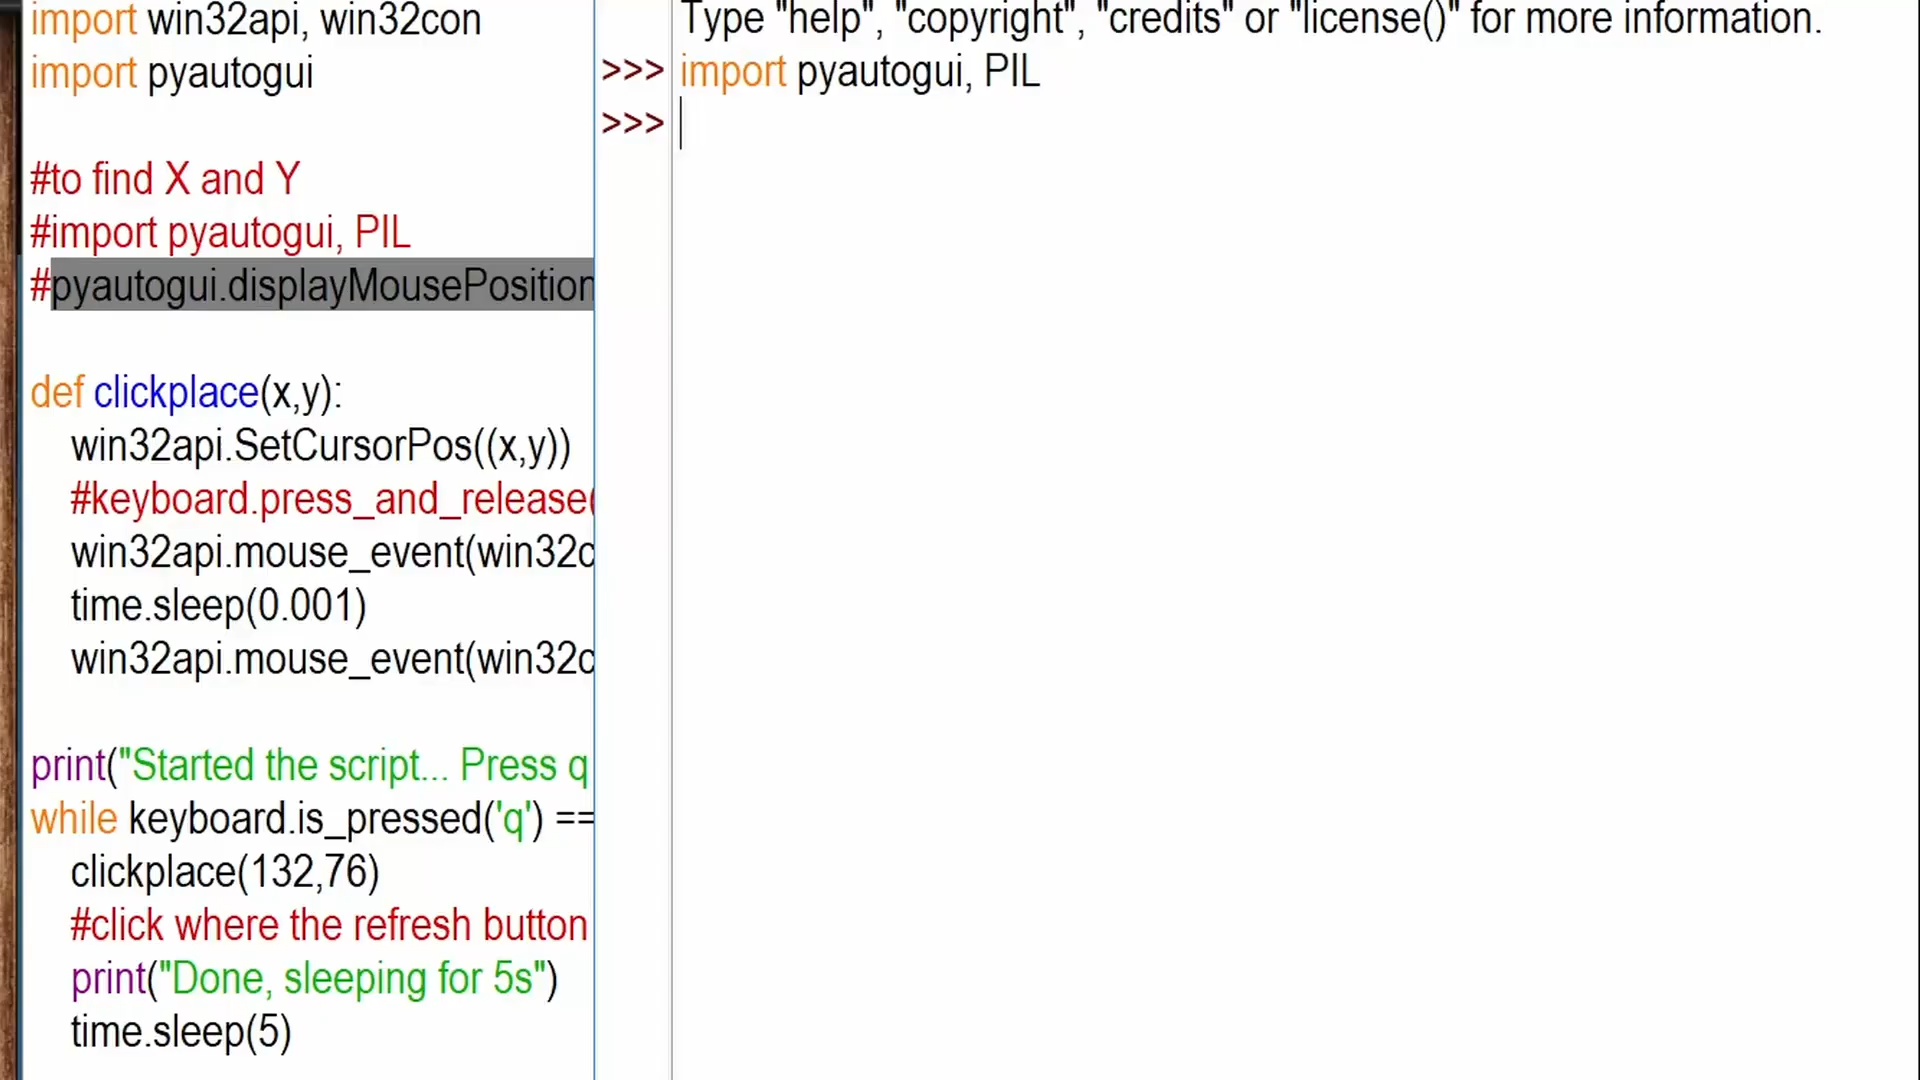 import win32api, win32con
import pyautogui
#to find X and Y
#import pyautogui, PIL
#pyautogui.displayMousePosition
def clickplace(x,y):
    win32api.SetCursorPos((x,y))
    #keyboard.press_and_release(
    win32api.mouse_event(win32c
    time.sleep(0.001)
    win32api.mouse_event(win32c
print("Started the script... Press q
while keyboard.is_pressed('q') ==
    clickplace(132,76)
    #click where the refresh button
    print("Done, sleeping for 5s")
    time.sleep(5)
Type "help", "copyright", "credits" or "license()" for more information.
>>> import pyautogui, PIL
>>>